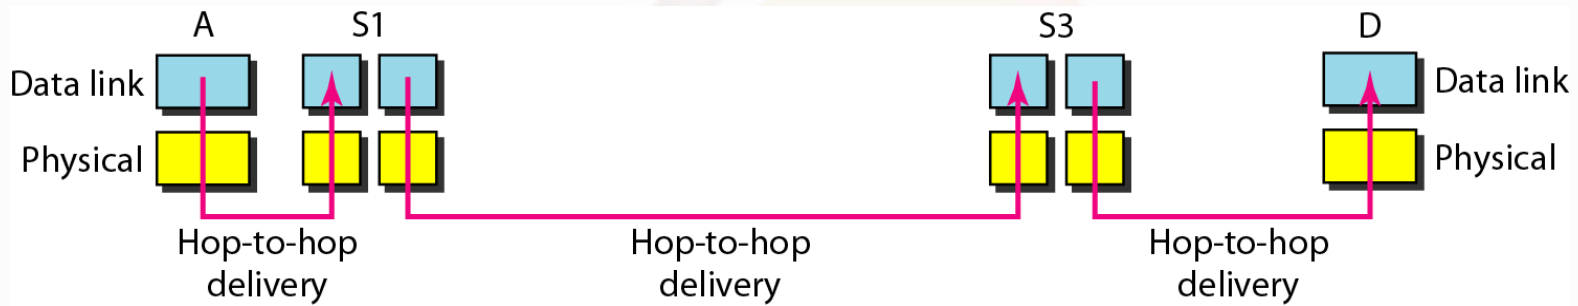 A S1 S3 D
Data link Data link
Physical Physical
Hop-to-hop Hop-to-hop Hop-to-hop
delivery delivery delivery